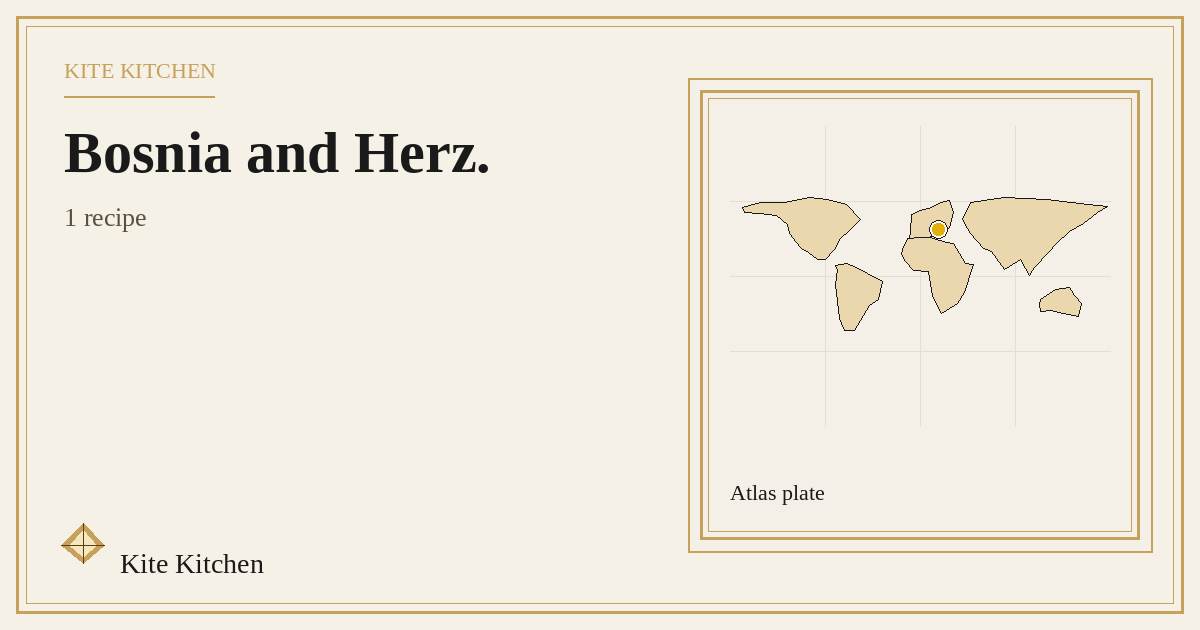 KITE KITCHEN
Bosnia and Herz.
1 recipe
Atlas plate
Kite Kitchen